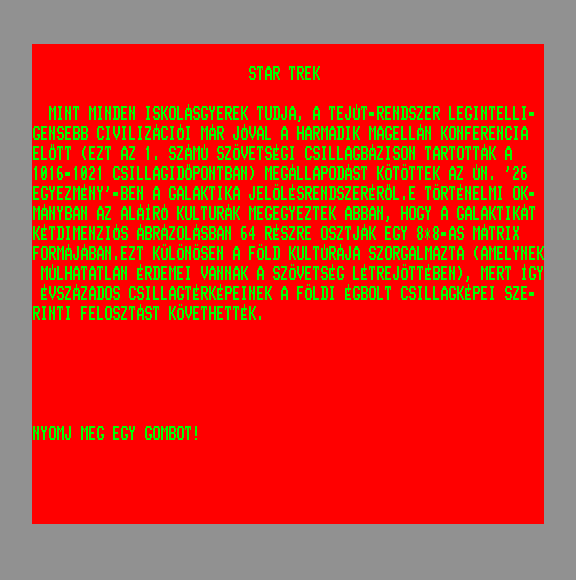 STAR TREK
MINT MINDEN ISKOLÁSGYEREK TUDJA, A TEJÚT-RENDSZER LEGINTELLI-
GENSEBB CIVILIZÁCIÓI MÁR JÓVAL A HARMADIK MAGELLÁN KONFERENCIA
ELŐTT (EZT AZ 1. SZÁMÚ SZÖVETSÉGI CSILLAGBÁZISON TARTOTTÁK A
1016-1021 CSILLAGIDŐPONTBAN) MEGÁLLAPODÁST KÖTÖTTEK AZ ÚN. '26
EGYEZMÉNY'-BEN A GALAKTIKA JELÖLÉSRENDSZERÉRŐL.E TÖRTÉNELMI OK-
MÁNYBAN AZ ALÁÍRÓ KULTURÁK MEGEGYEZTEK ABBAN, HOGY A GALAKTIKÁT
KÉTDIMENZIÓS ÁBRÁZOLÁSBAN 64 RÉSZRE OSZTJÁK EGY 8*8-AS MÁTRIX
FORMÁJÁBAN.EZT KÜLÖNÖSEN A FÖLD KULTÚRÁJA SZORGALMAZTA (AMELYNEK
MÚLHATATLAN ÉRDEMEI VANNAK A SZÖVETSÉG LÉTREJÖTTÉBEN), MERT ÍGY
ÉVSZÁZADOS CSILLAGTÉRKÉPEINEK A FÖLDI ÉGBOLT CSILLAGKÉPEI SZE-
RINTI FELOSZTÁST KÖVETHETTÉK.
NYOMJ MEG EGY GOMBOT!